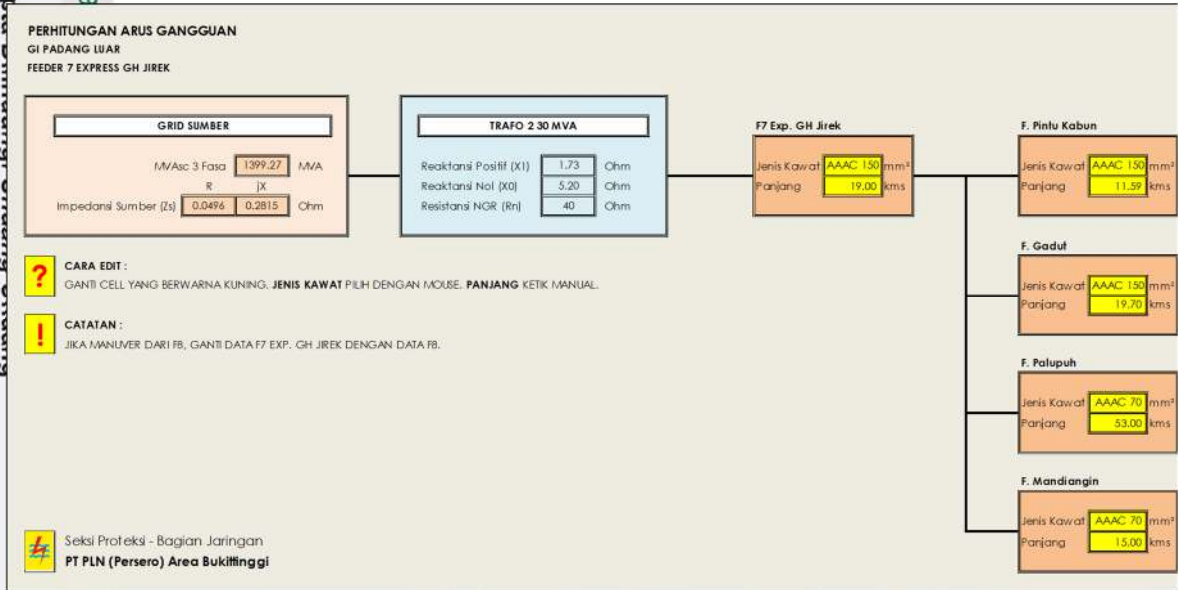 PERHITUNGAN ARUS GANGGUAN
GI PADANG LUAR
FEEDER 7 EXPRESS GH JIREK
GRID SUMBER
MVAsc 3 Fasa 1399.27 MVA
R jX
Impedansi Sumber (Zs) 0.0496 0.2815 Ohm
TRAFO 2 30 MVA
Reaktansi Positif (X1) 1.73 Ohm
Reaktansi Nol (X0) 5.20 Ohm
Resistansi NGR (Rn) 40 Ohm
F7 Exp. GH Jirek
Jenis Kawat AAAC 150 mm²
Panjang 19.00 kms
F. Pintu Kabun
Jenis Kawat AAAC 150 mm²
Panjang 11.59 kms
F. Gadut
Jenis Kawat AAAC 150 mm²
Panjang 19.70 kms
F. Palupuh
Jenis Kawat AAAC 70 mm²
Panjang 53.00 kms
F. Mandiangin
Jenis Kawat AAAC 70 mm²
Panjang 15.00 kms
? CARA EDIT :
GANTI CELL YANG BERWARNA KUNING. JENIS KAWAT PILIH DENGAN MOUSE. PANJANG KETIK MANUAL.
! CATATAN :
JIKA MANUVER DARI F8, GANTI DATA F7 EXP. GH JIREK DENGAN DATA F8.
Seksi Proteksi - Bagian Jaringan
PT PLN (Persero) Area Bukittinggi